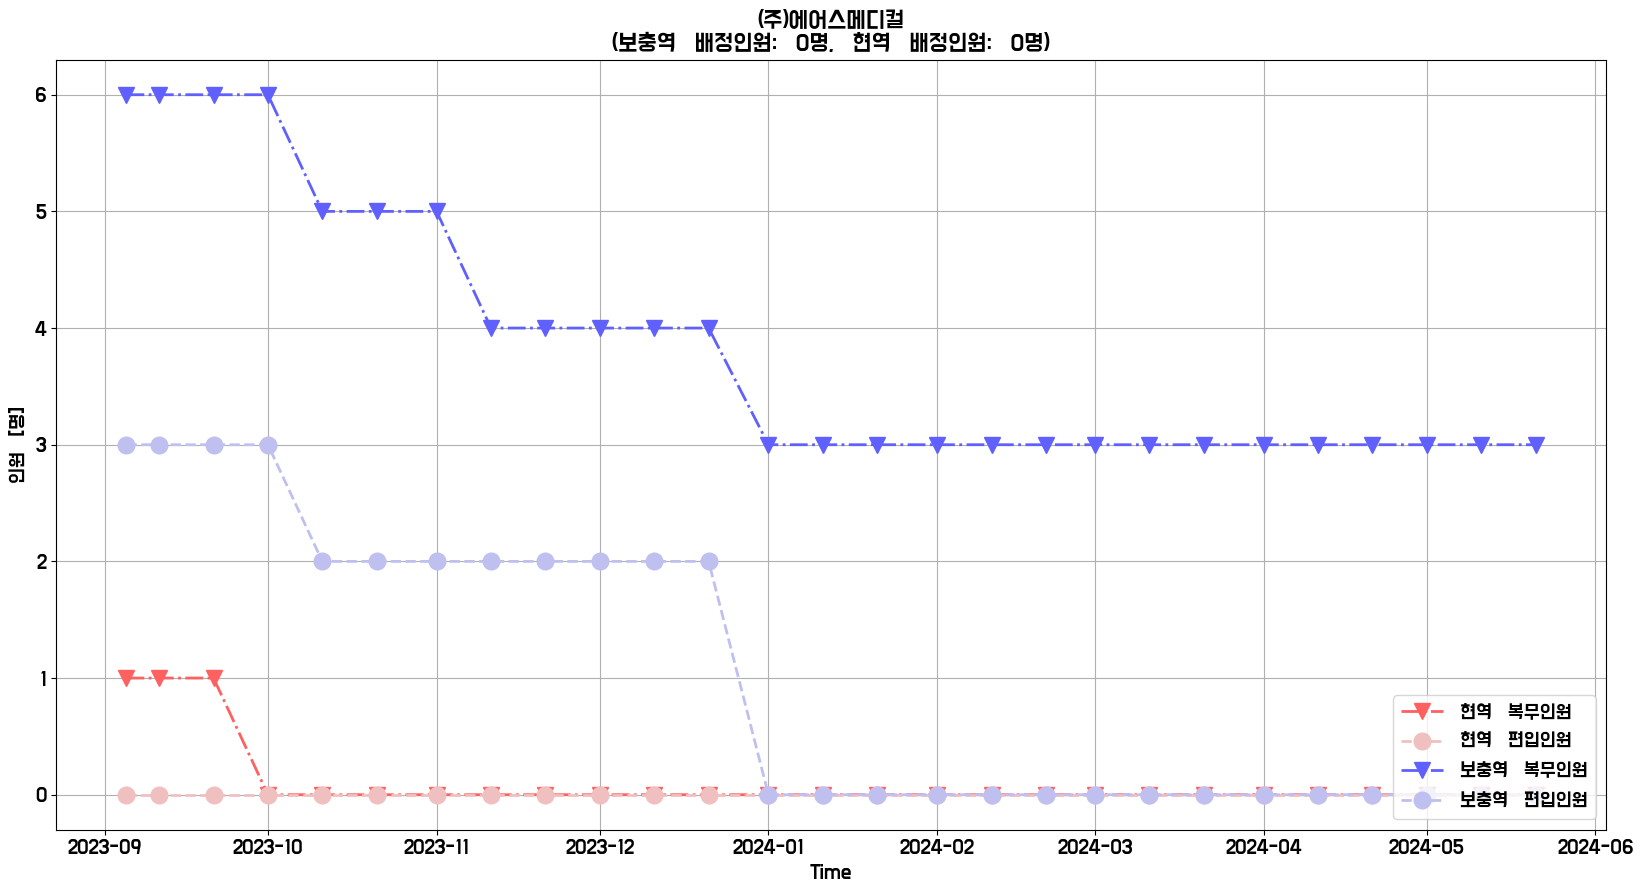 (주)에어스메디컬
(보충역 배정인원: 0명, 현역 배정인원: 0명)
6
5
4
3
2
1
0
인원 [명]
현역 복무인원
현역 편입인원
보충역 복무인원
보충역 편입인원
2023-09 2023-10 2023-11 2023-12 2024-01 2024-02 2024-03 2024-04 2024-05 2024-06
Time